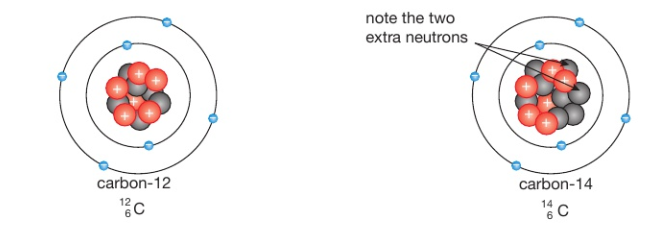 note the two
extra neutrons
carbon-12
carbon-14
¹²₆C
¹⁴₆C